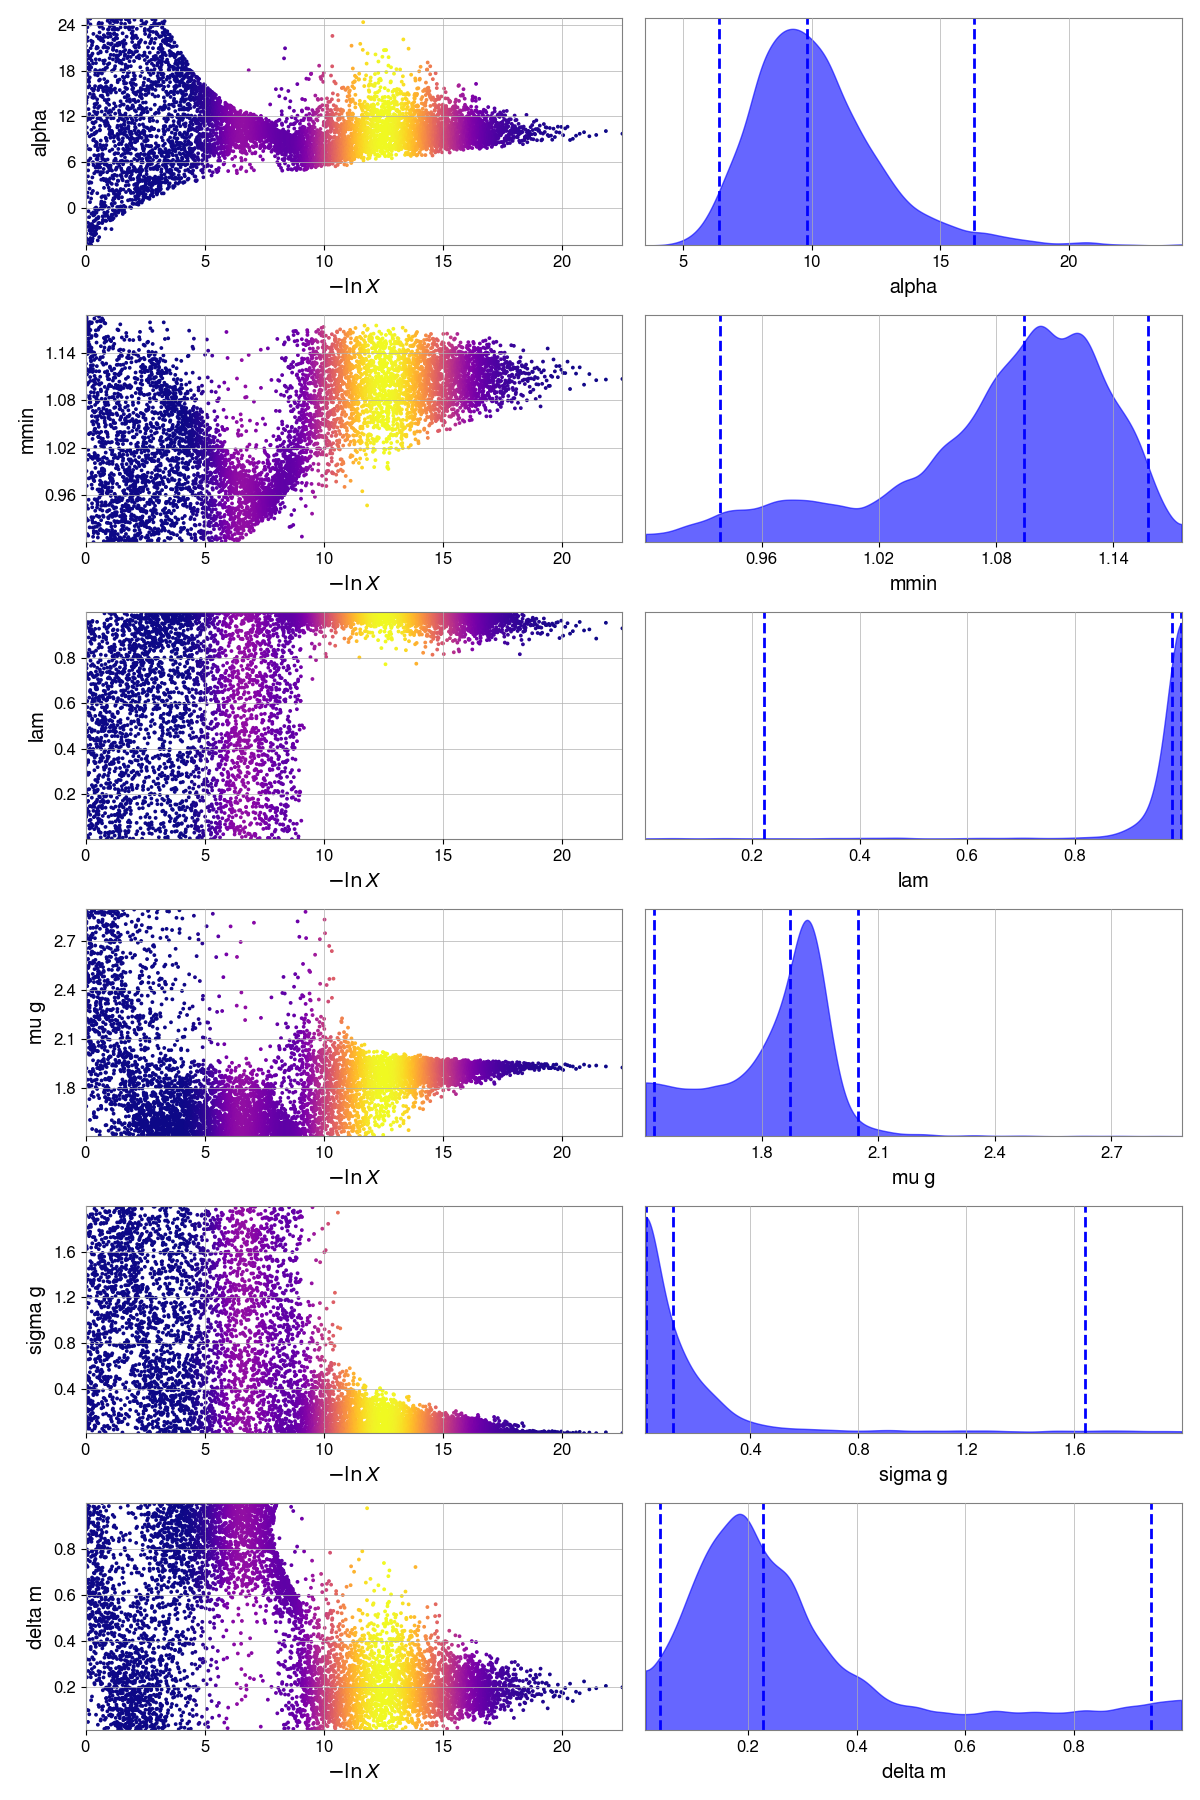 24
18
12
6
0
alpha
0 5 10 15 20
−ln X
5 10 15 20
alpha
1.14
1.08
1.02
0.96
mmin
0 5 10 15 20
−ln X
0.96 1.02 1.08 1.14
mmin
0.8
0.6
0.4
0.2
lam
0 5 10 15 20
−ln X
0.2 0.4 0.6 0.8
lam
2.7
2.4
2.1
1.8
mu g
0 5 10 15 20
−ln X
1.8 2.1 2.4 2.7
mu g
1.6
1.2
0.8
0.4
sigma g
0 5 10 15 20
−ln X
0.4 0.8 1.2 1.6
sigma g
0.8
0.6
0.4
0.2
delta m
0 5 10 15 20
−ln X
0.2 0.4 0.6 0.8
delta m